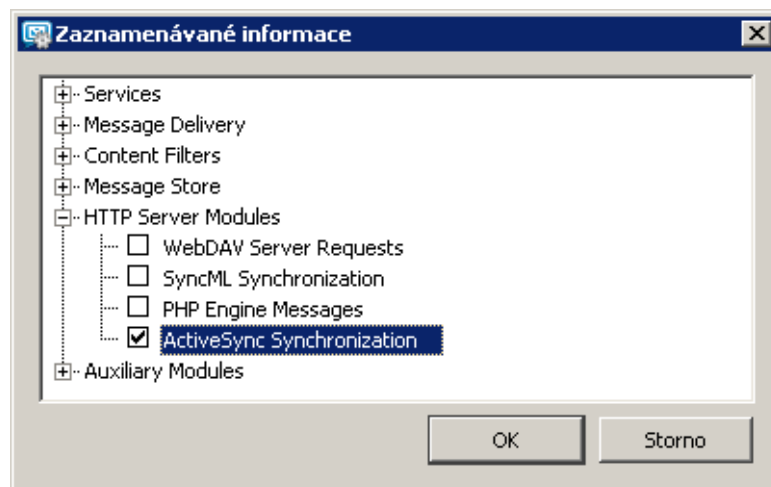 Zaznamenávané informace
Services
Message Delivery
Content Filters
Message Store
HTTP Server Modules
WebDAV Server Requests
SyncML Synchronization
PHP Engine Messages
ActiveSync Synchronization
Auxiliary Modules
OK Storno